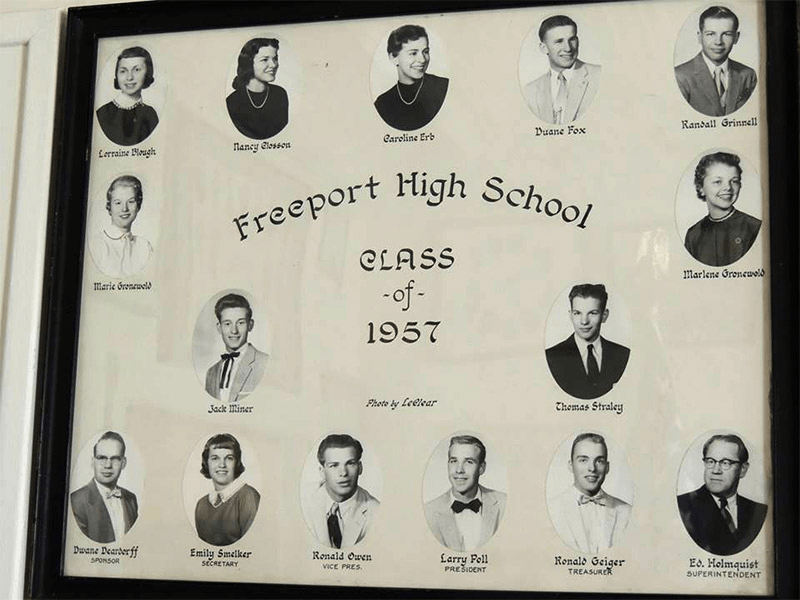 Lorraine Blough
Nancy Closson
Caroline Erb
Duane Fox
Randall Grinnell
Freeport High School
Marie Gronewold
Marlene Gronewold
CLASS
-of-
1957
Jack Miner
Photo by LeClear
Thomas Straley
Dwane Deardorff
SPONSOR
Emily Smelker
SECRETARY
Ronald Owen
VICE PRES.
Larry Poll
PRESIDENT
Ronald Geiger
TREASURER
Ed. Holmquist
SUPERINTENDENT